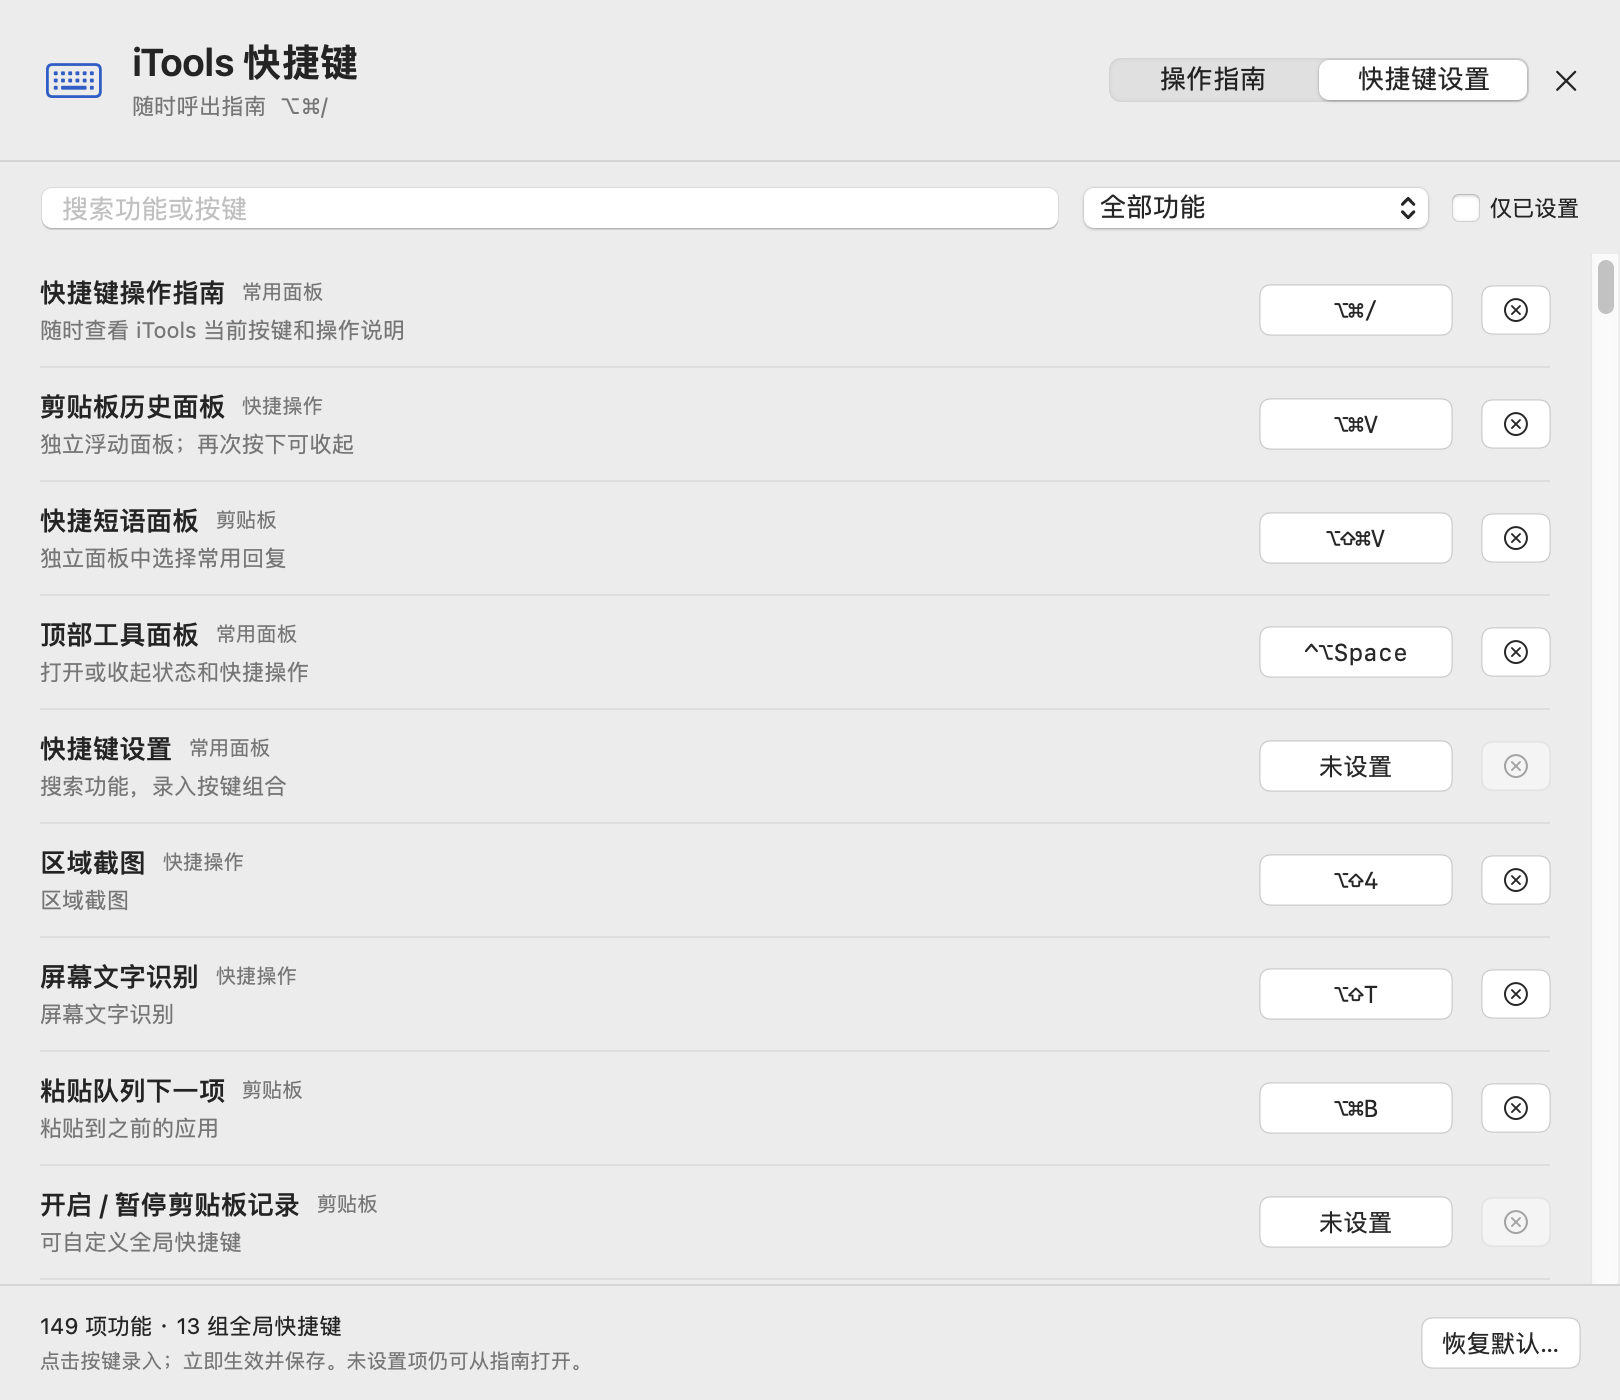 iTools 快捷键
随时呼出指南 ⌥⌘/
操作指南
快捷键设置
搜索功能或按键
全部功能
仅已设置
快捷键操作指南 常用面板
随时查看 iTools 当前按键和操作说明
⌥⌘/
剪贴板历史面板 快捷操作
独立浮动面板；再次按下可收起
⌥⌘V
快捷短语面板 剪贴板
独立面板中选择常用回复
⌥⇧⌘V
顶部工具面板 常用面板
打开或收起状态和快捷操作
^⌥Space
快捷键设置 常用面板
搜索功能，录入按键组合
未设置
区域截图 快捷操作
区域截图
⌥⇧4
屏幕文字识别 快捷操作
屏幕文字识别
⌥⇧T
粘贴队列下一项 剪贴板
粘贴到之前的应用
⌥⌘B
开启 / 暂停剪贴板记录 剪贴板
可自定义全局快捷键
未设置
149 项功能 · 13 组全局快捷键
点击按键录入；立即生效并保存。未设置项仍可从指南打开。
恢复默认...